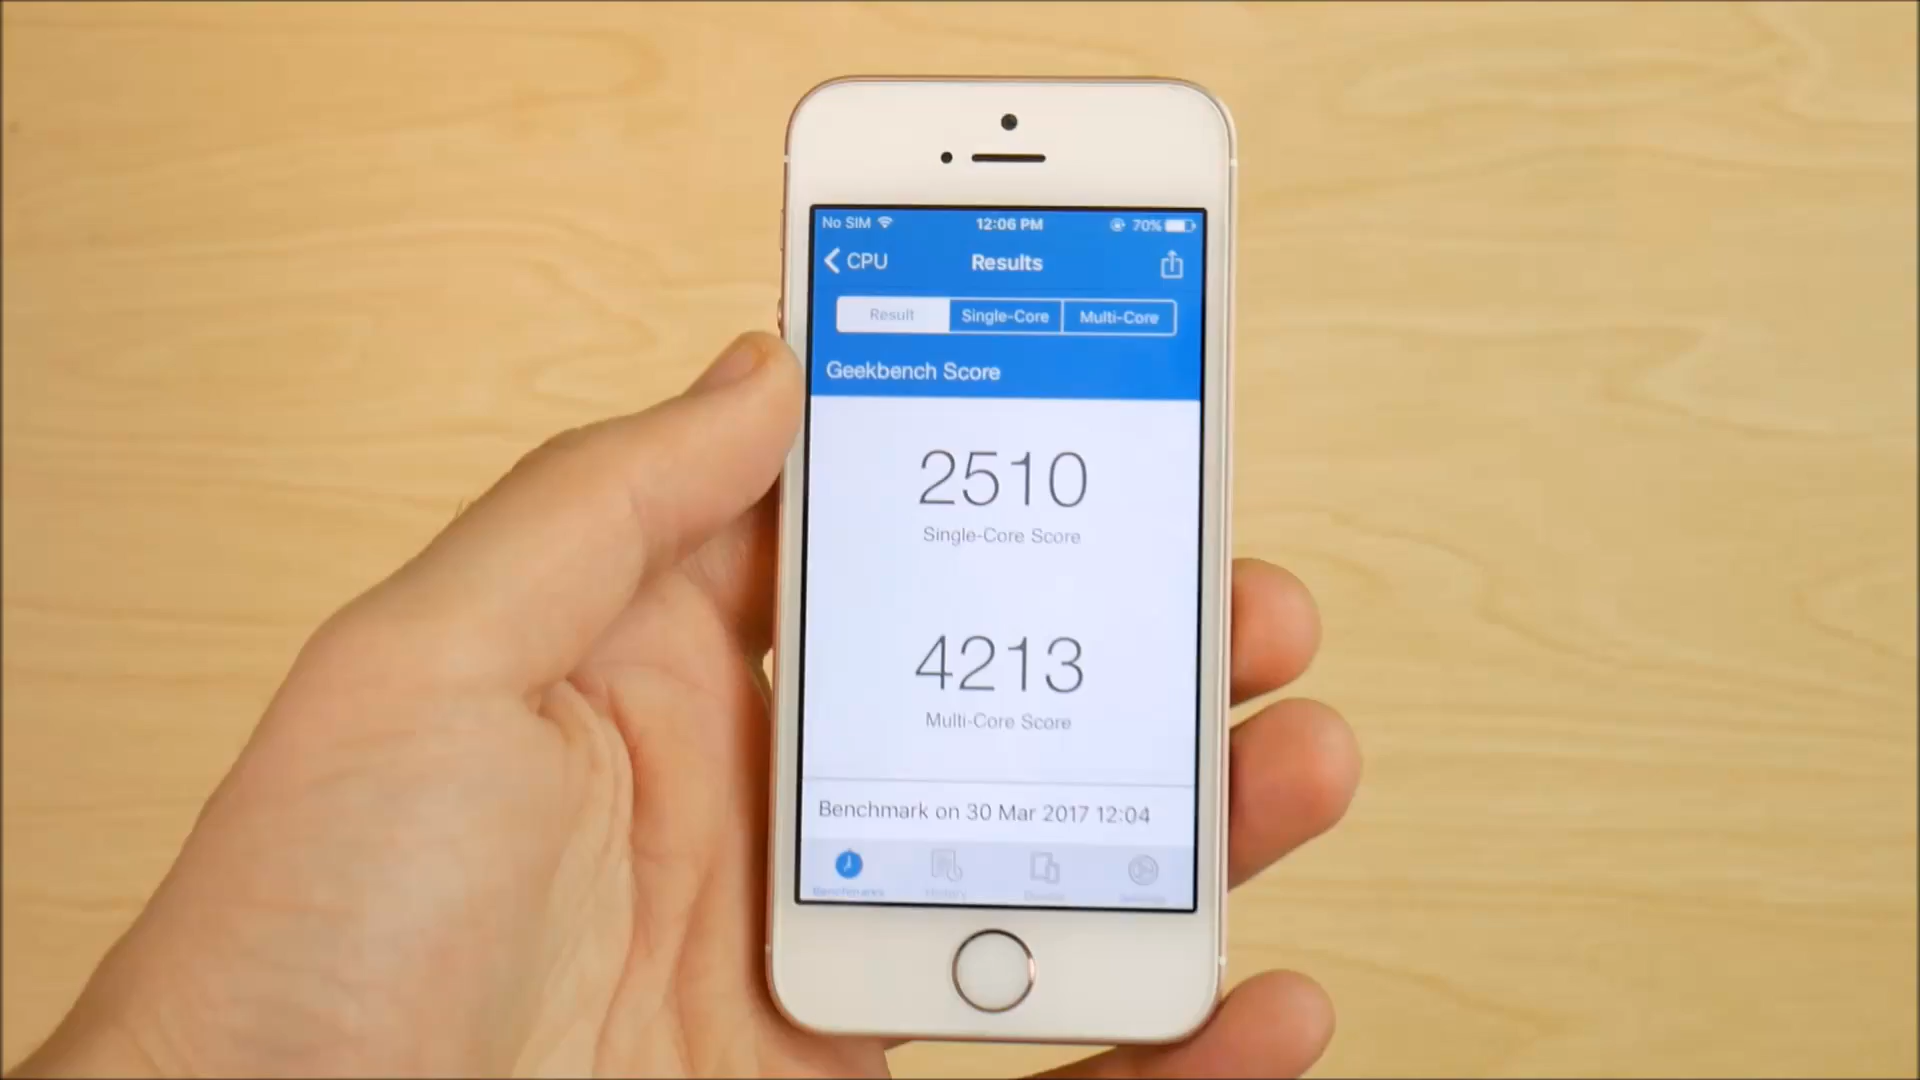 No SIM 12:06 PM 70%
CPU Results
Result Single-Core Multi-Core
Geekbench Score
2510
Single-Core Score
4213
Multi-Core Score
Benchmark on 30 Mar 2017 12:04
Benchmarks